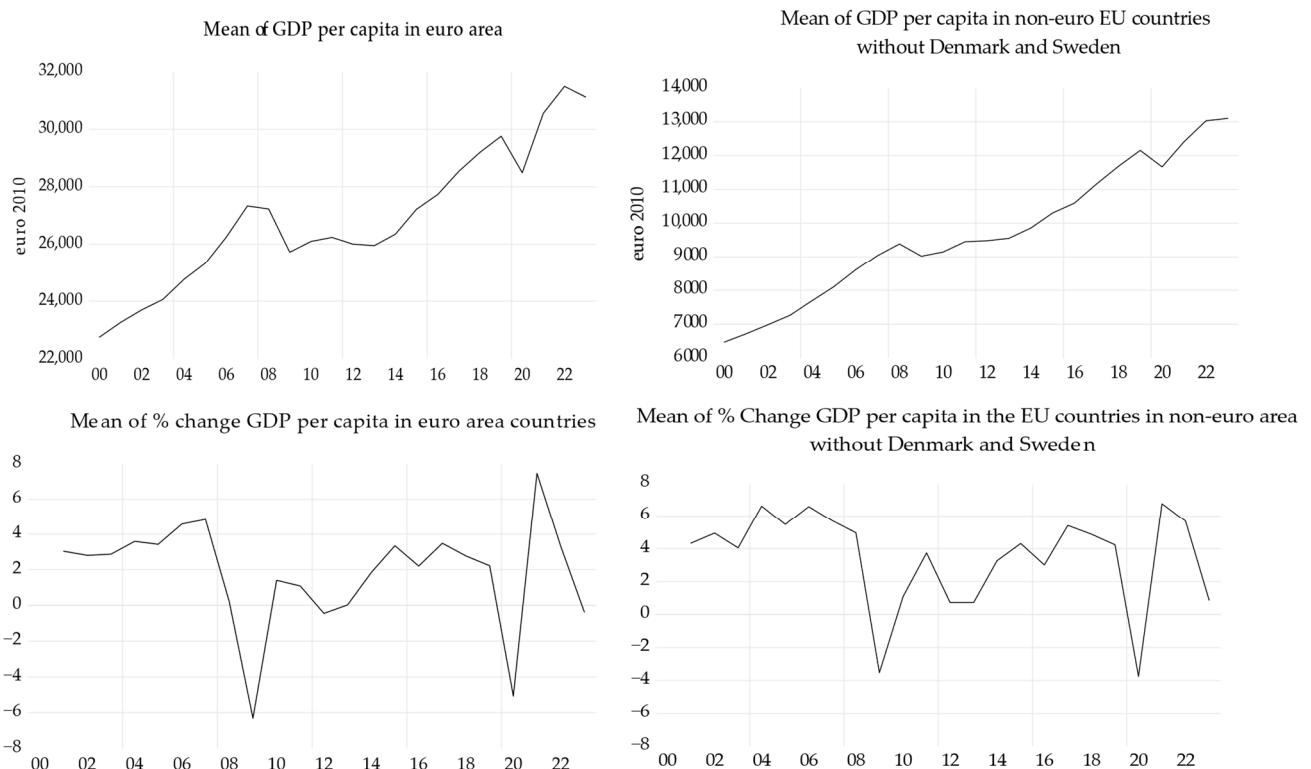 Mean of GDP per capita in euro area
32,000
30,000
28,000
26,000
24,000
22,000
euro 2010
00 02 04 06 08 10 12 14 16 18 20 22
Mean of GDP per capita in non-euro EU countries
without Denmark and Sweden
14,000
13,000
12,000
11,000
10,000
9000
8000
7000
6000
euro 2010
00 02 04 06 08 10 12 14 16 18 20 22
Mean of % change GDP per capita in euro area countries
8
6
4
2
0
−2
−4
−6
−8
00 02 04 06 08 10 12 14 16 18 20 22
Mean of % Change GDP per capita in the EU countries in non-euro area
without Denmark and Sweden
8
6
4
2
0
−2
−4
−6
−8
00 02 04 06 08 10 12 14 16 18 20 22